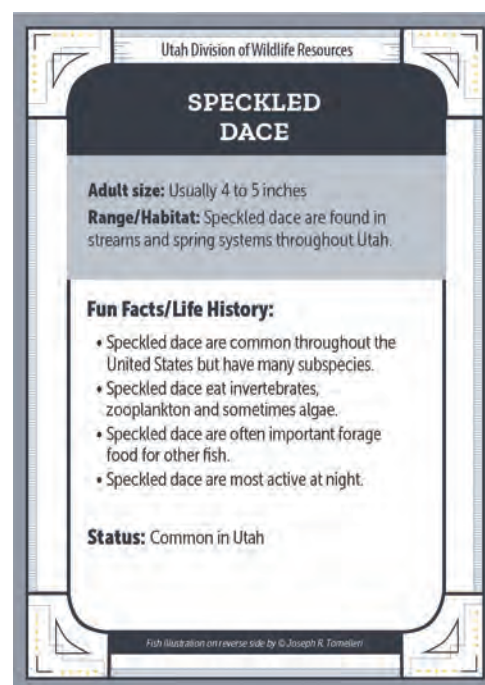 Utah Division of Wildlife Resources
SPECKLED
DACE
Adult size: Usually 4 to 5 inches
Range/Habitat: Speckled dace are found in
streams and spring systems throughout Utah.
Fun Facts/Life History:
• Speckled dace are common throughout the
United States but have many subspecies.
• Speckled dace eat invertebrates,
zooplankton and sometimes algae.
• Speckled dace are often important forage
food for other fish.
• Speckled dace are most active at night.
Status: Common in Utah
Fish illustration on reverse side by © Joseph R. Tomelleri